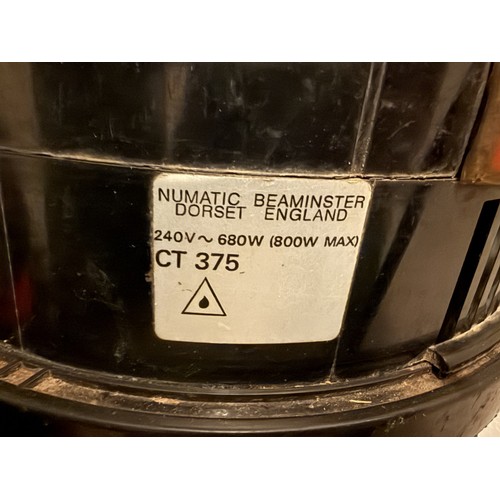 NUMATIC BEAMINSTER
DORSET ENGLAND
240V ~ 680W (800W MAX)
CT 375